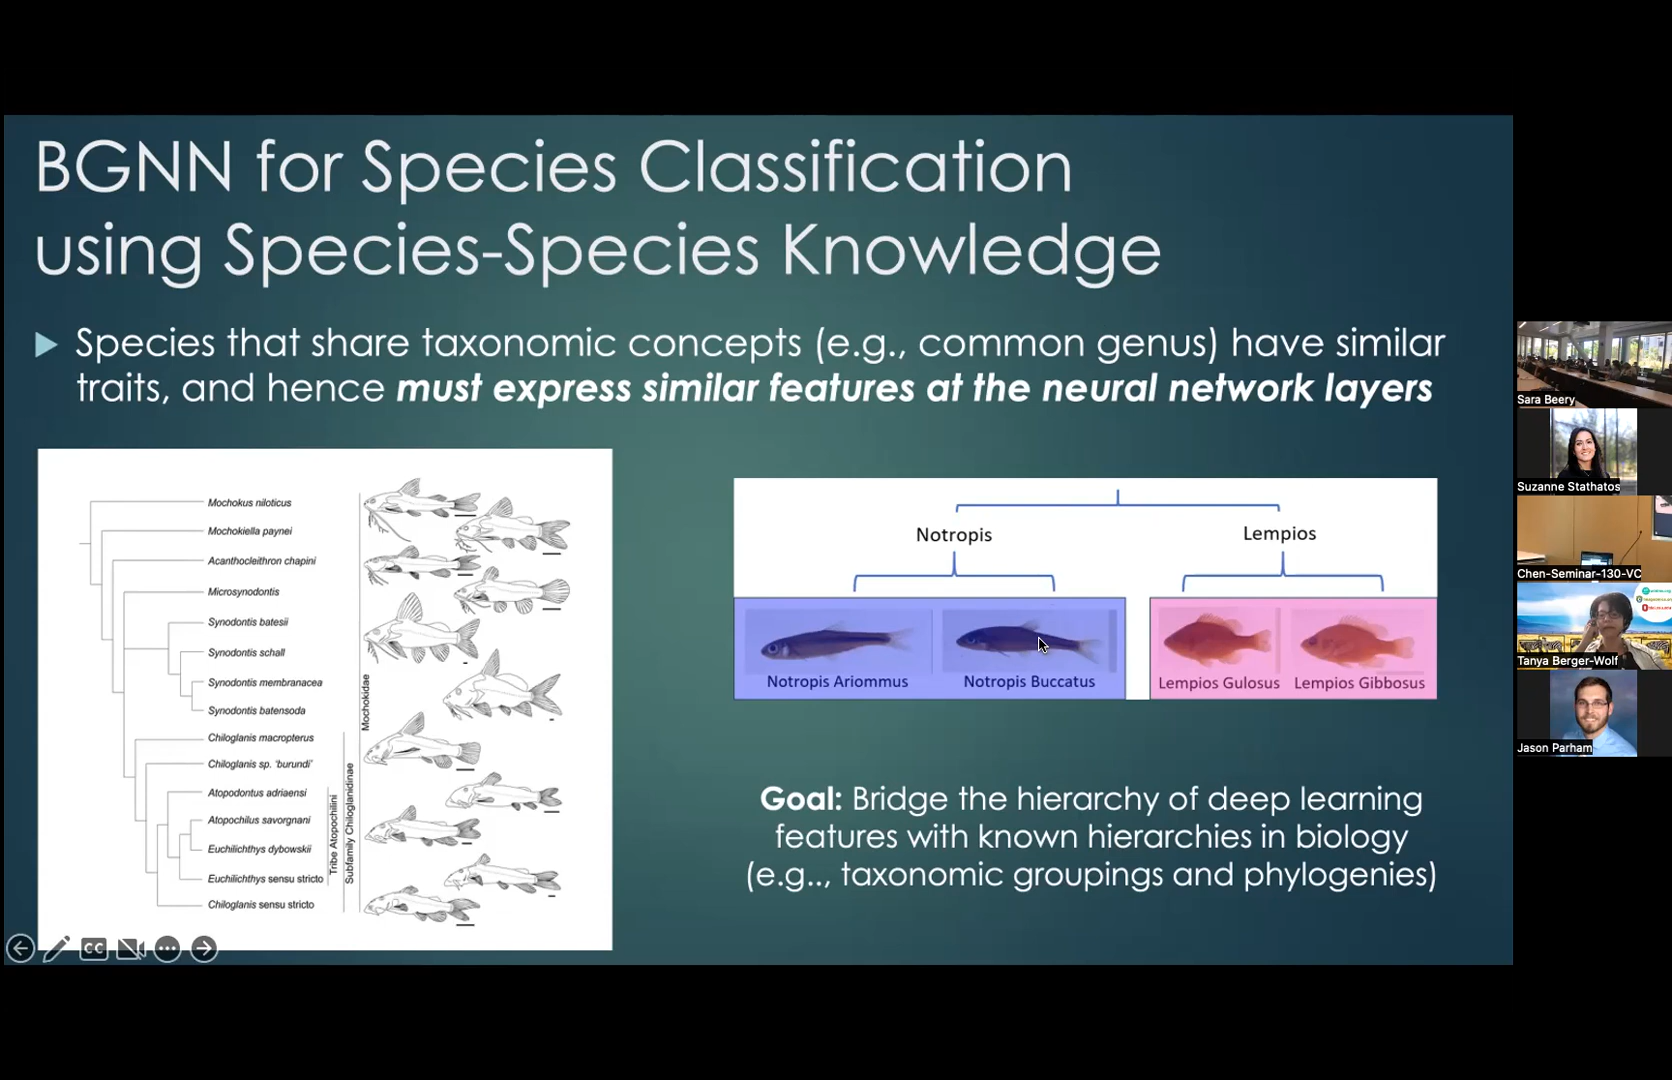 BGNN for Species Classification
using Species-Species Knowledge
Species that share taxonomic concepts (e.g., common genus) have similar
traits, and hence must express similar features at the neural network layers
Mochokus niloticus
Mochokiella paynei
Acanthocleithron chapini
Microsynodontis
Synodontis batesii
Synodontis schall
Synodontis membranacea
Synodontis batensoda
Chiloglanis macropterus
Chiloglanis sp. 'burundi'
Atopodontus adriaensi
Atopochilus savorgnani
Euchilichthys dybowskii
Euchilichthys sensu stricto
Chiloglanis sensu stricto
Tribe Atopochilini
Subfamily Chiloglanidinae
Mochokidae
Notropis
Lempios
Notropis Ariommus
Notropis Buccatus
Lempios Gulosus
Lempios Gibbosus
Goal: Bridge the hierarchy of deep learning
features with known hierarchies in biology
(e.g.., taxonomic groupings and phylogenies)
CC
Sara Beery
Suzanne Stathatos
Chen-Seminar-130-VC
Tanya Berger-Wolf
Jason Parham